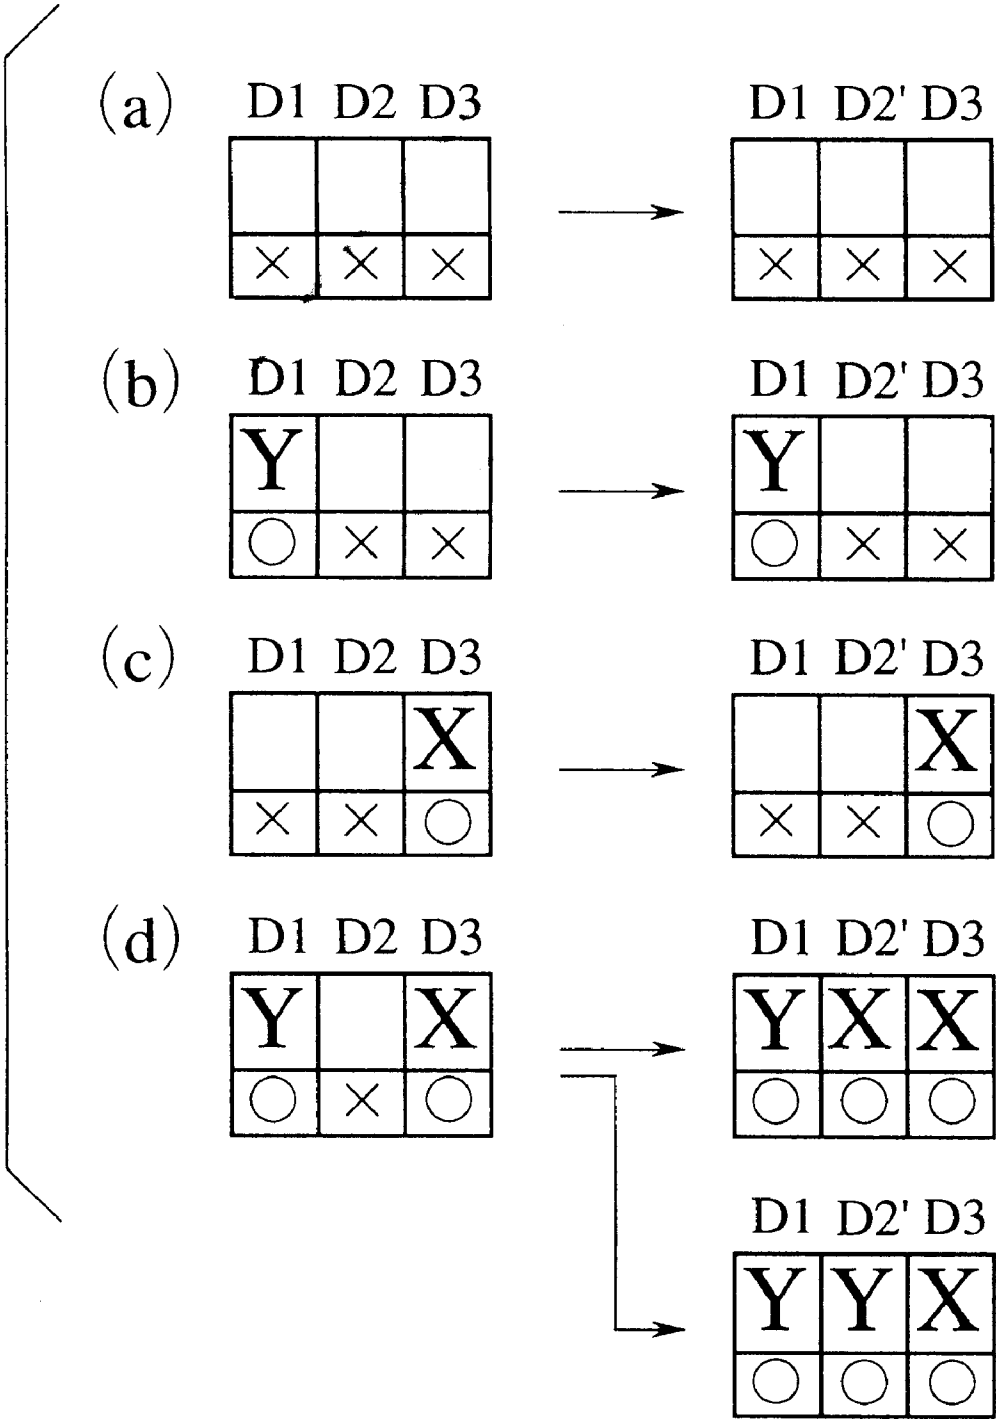 (a) D1 D2 D3 D1 D2' D3
× × × × × ×
(b) D1 D2 D3 D1 D2' D3
Y Y
○ × × ○ × ×
(c) D1 D2 D3 D1 D2' D3
X X
× × ○ × × ○
(d) D1 D2 D3 D1 D2' D3
Y X Y X X
○ × ○ ○ ○ ○
D1 D2' D3
Y Y X
○ ○ ○